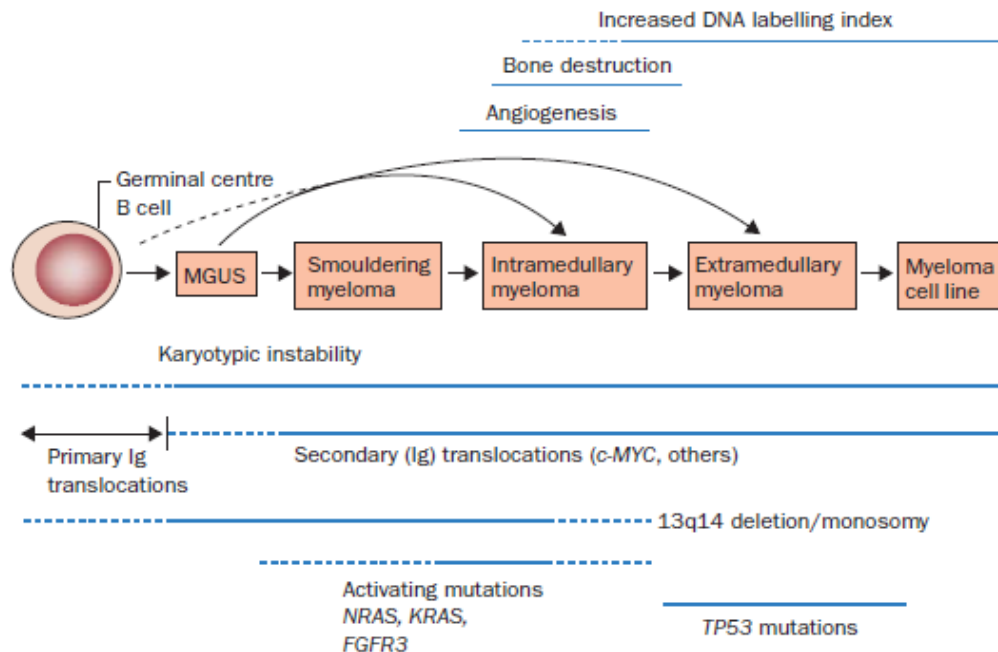 Increased DNA labelling index
Bone destruction
Angiogenesis
Germinal centre
B cell
MGUS
Smouldering
myeloma
Intramedullary
myeloma
Extramedullary
myeloma
Myeloma
cell line
Karyotypic instability
Primary Ig
translocations
Secondary (Ig) translocations (c-MYC, others)
13q14 deletion/monosomy
Activating mutations
NRAS, KRAS,
FGFR3
TP53 mutations